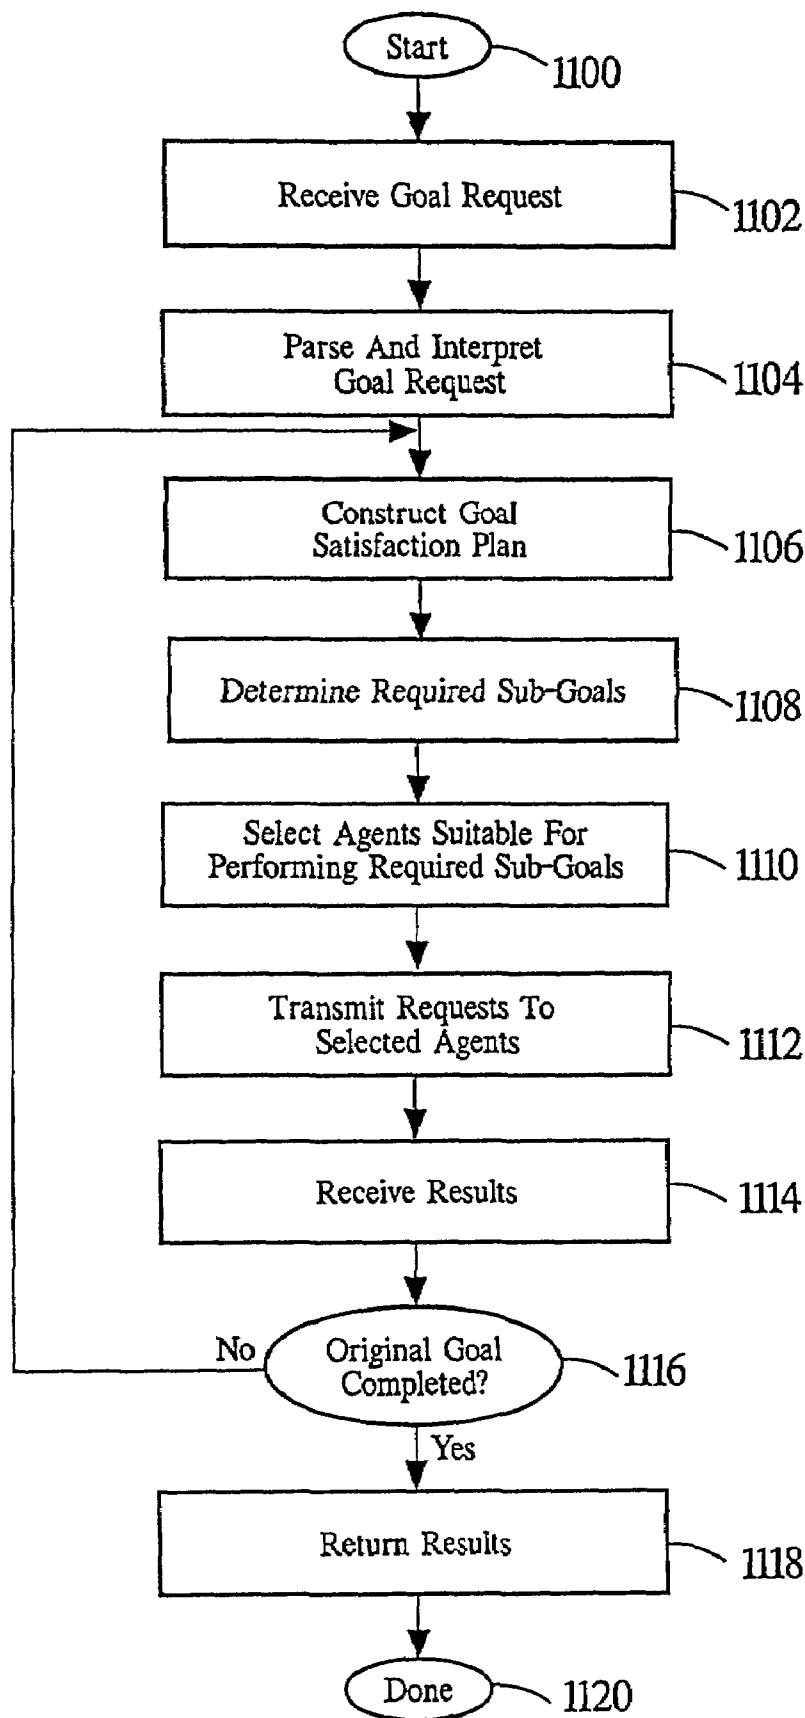 Start
1100
Receive Goal Request
1102
Parse And Interpret
Goal Request
1104
Construct Goal
Satisfaction Plan
1106
Determine Required Sub-Goals
1108
Select Agents Suitable For
Performing Required Sub-Goals
1110
Transmit Requests To
Selected Agents
1112
Receive Results
1114
No
Original Goal
Completed?
1116
Yes
Return Results
1118
Done
1120